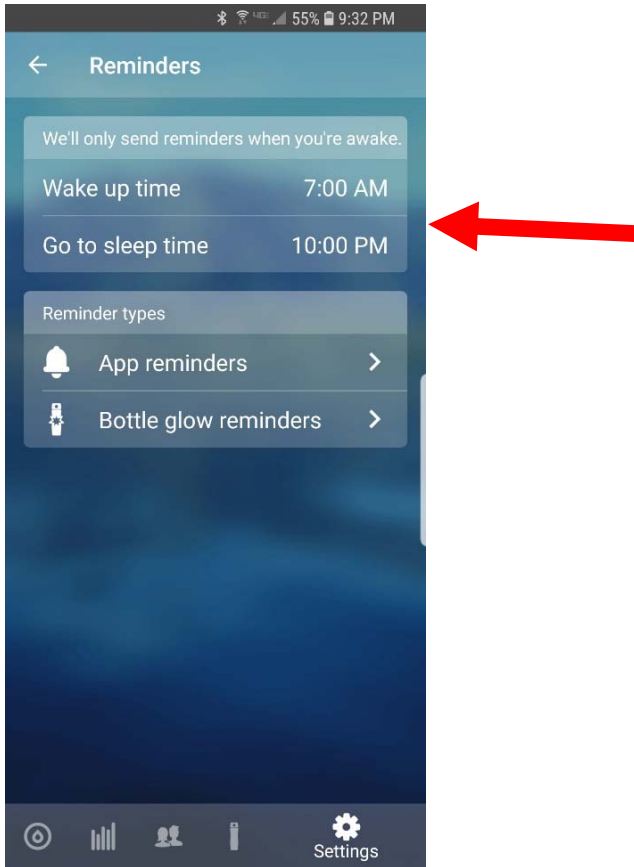 4GE 55% 9:32 PM
Reminders
We'll only send reminders when you're awake.
Wake up time 7:00 AM
Go to sleep time 10:00 PM
Reminder types
App reminders
Bottle glow reminders
Settings